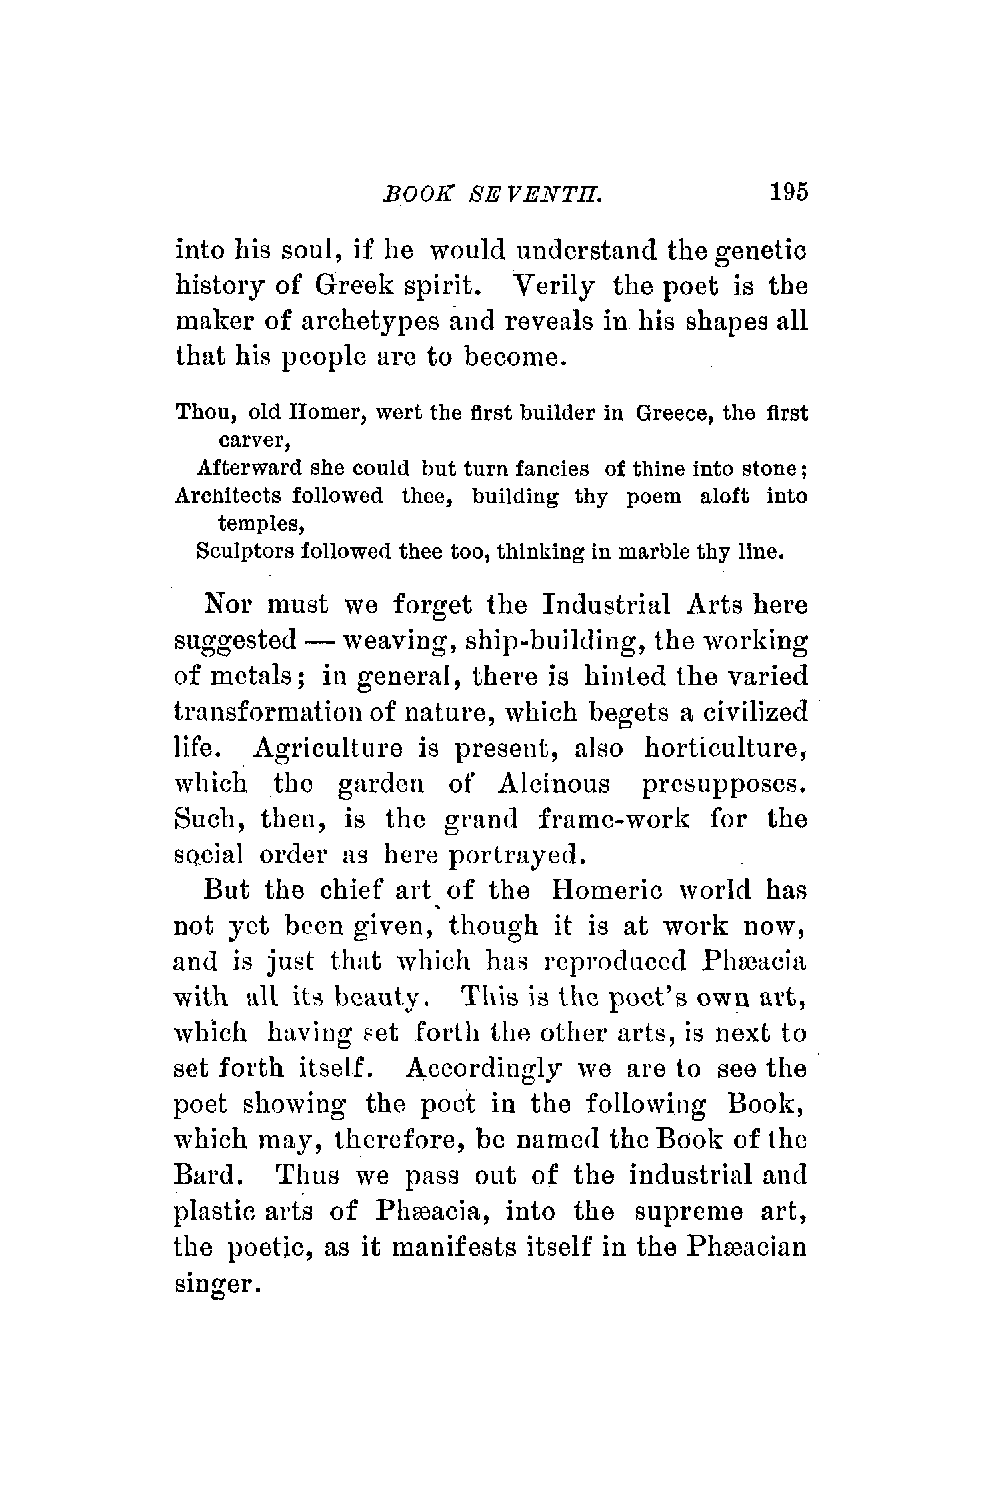 BOOK SEVENTH. 195
into his soul, if he would understand the genetic
history of Greek spirit. Verily the poet is the
maker of archetypes and reveals in his shapes all
that his people are to become.
Thou, old Homer, wert the first builder in Greece, the first
carver,
Afterward she could but turn fancies of thine into stone;
Architects followed thee, building thy poem aloft into
temples,
Sculptors followed thee too, thinking in marble thy line.
Nor must we forget the Industrial Arts here
suggested — weaving, ship-building, the working
of metals; in general, there is hinted the varied
transformation of nature, which begets a civilized
life. Agriculture is present, also horticulture,
which the garden of Alcinous presupposes.
Such, then, is the grand frame-work for the
social order as here portrayed.
But the chief art of the Homeric world has
not yet been given, though it is at work now,
and is just that which has reproduced Phæacia
with all its beauty. This is the poet's own art,
which having set forth the other arts, is next to
set forth itself. Accordingly we are to see the
poet showing the poet in the following Book,
which may, therefore, be named the Book of the
Bard. Thus we pass out of the industrial and
plastic arts of Phæacia, into the supreme art,
the poetic, as it manifests itself in the Phæacian
singer.